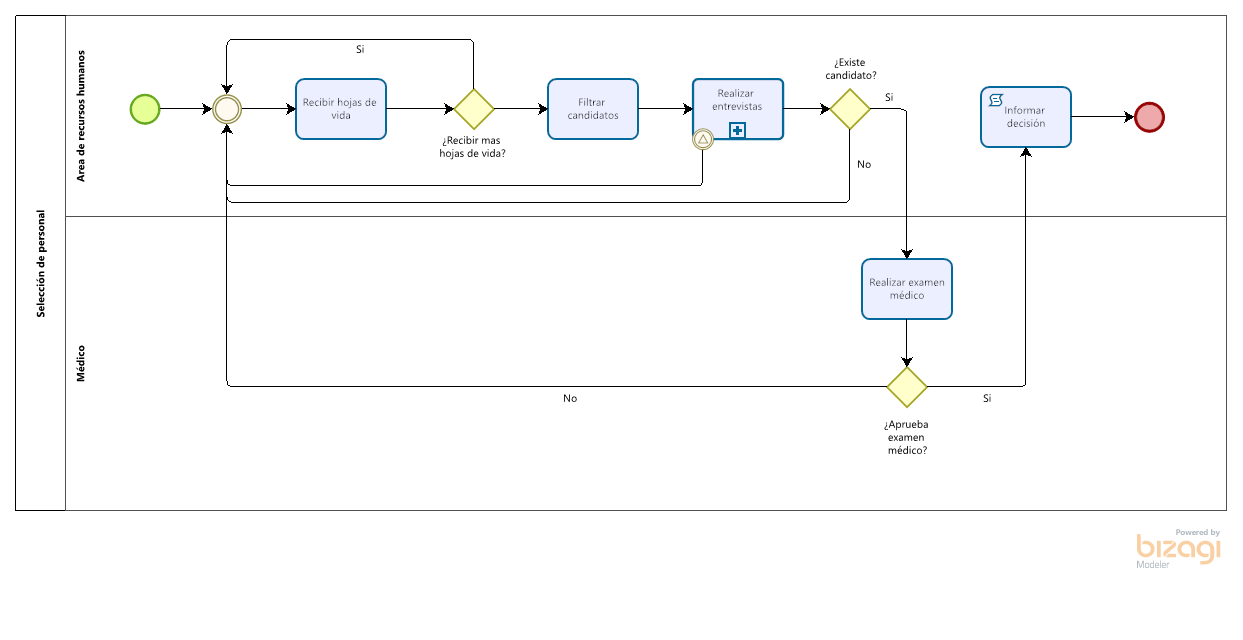 Selección de personal
Area de recursos humanos
Si
Recibir hojas de
vida
¿Recibir mas
hojas de vida?
Filtrar
candidatos
Realizar
entrevistas
¿Existe
candidato?
Si
No
Informar
decisión
Médico
Realizar examen
médico
No
Si
¿Aprueba
examen
médico?
Powered by
bizagi
Modeler